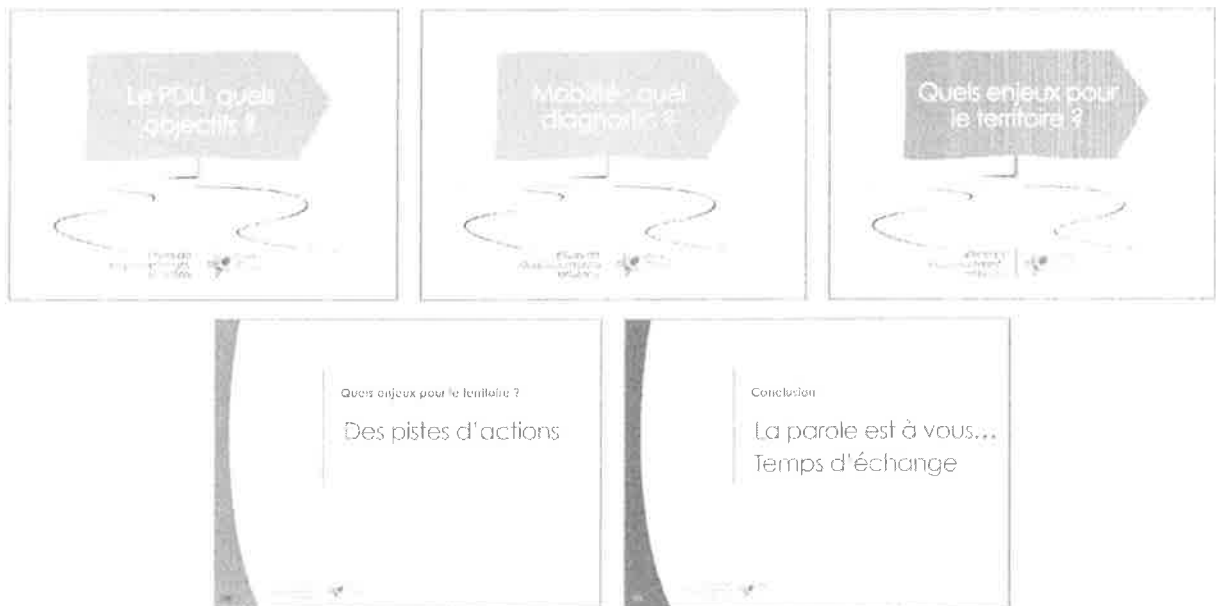 Le PDU, quels
objectifs ?
Mobilité : quel
diagnostic ?
Quels enjeux pour
le territoire ?
Quels enjeux pour le territoire ?
Des pistes d'actions
Conclusion
La parole est à vous...
Temps d'échange